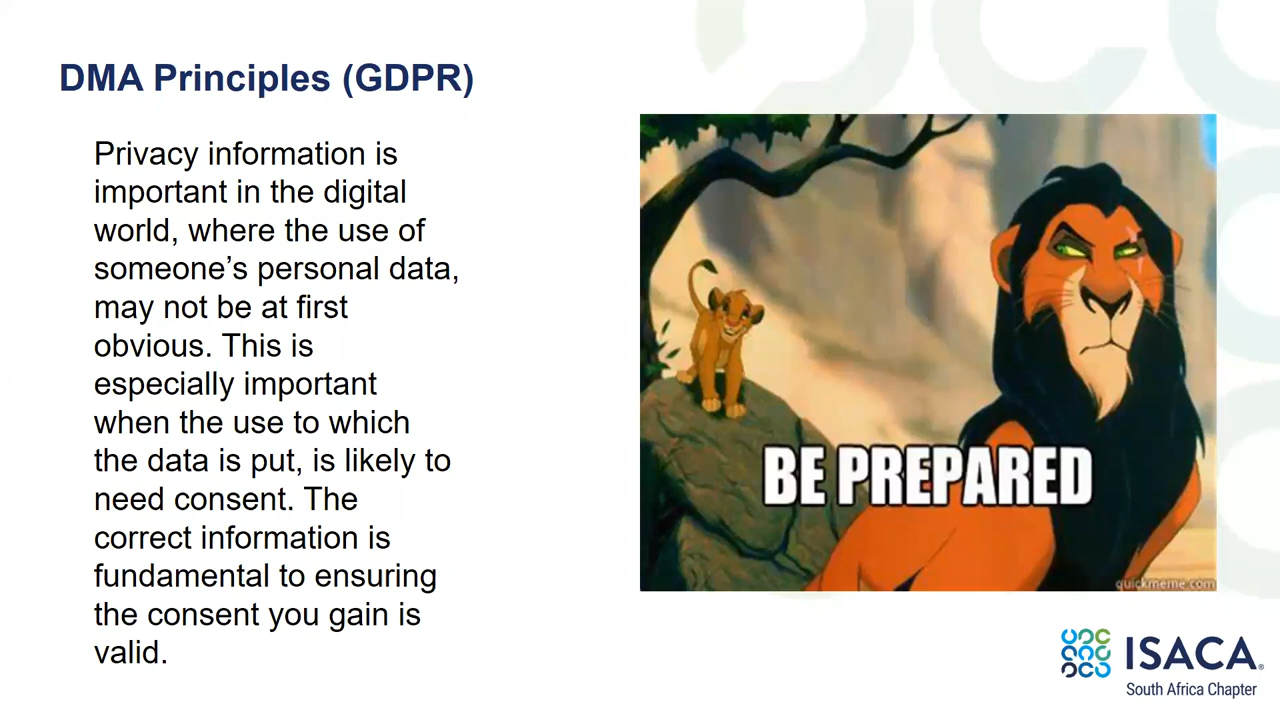 DMA Principles (GDPR)
Privacy information is
important in the digital
world, where the use of
someone’s personal data,
may not be at first
obvious. This is
especially important
when the use to which
the data is put, is likely to
need consent. The
correct information is
fundamental to ensuring
the consent you gain is
valid.
BE PREPARED
quickmeme.com
ISACA®
South Africa Chapter